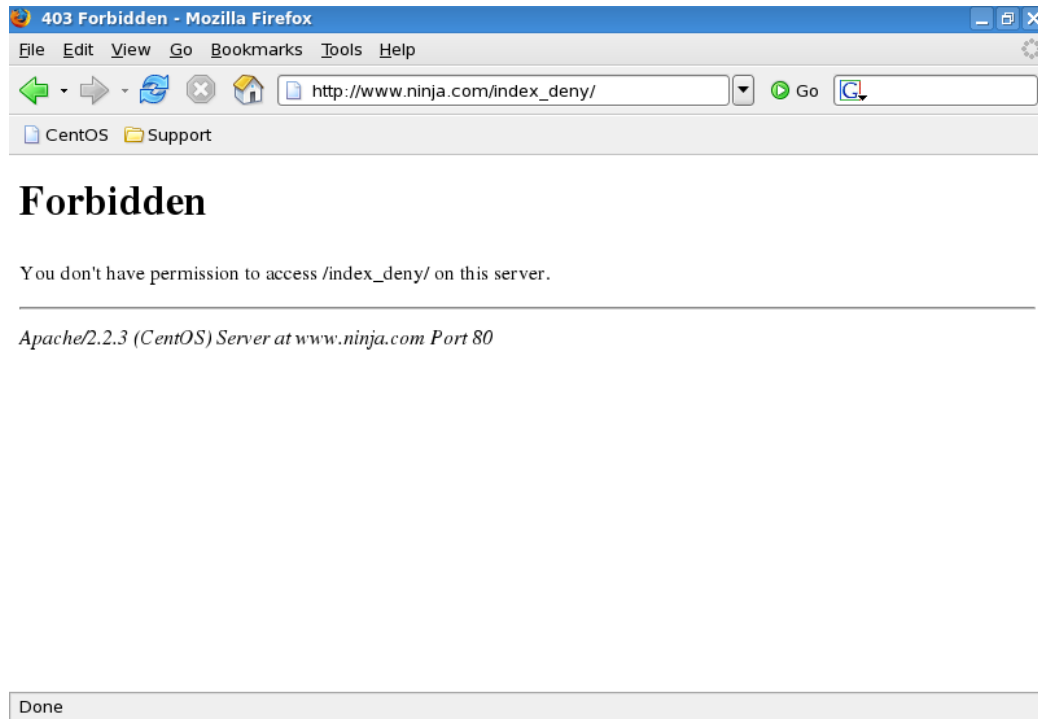 403 Forbidden - Mozilla Firefox
File Edit View Go Bookmarks Tools Help
http://www.ninja.com/index_deny/ Go G
CentOS Support
Forbidden
You don't have permission to access /index_deny/ on this server.
Apache/2.2.3 (CentOS) Server at www.ninja.com Port 80
Done